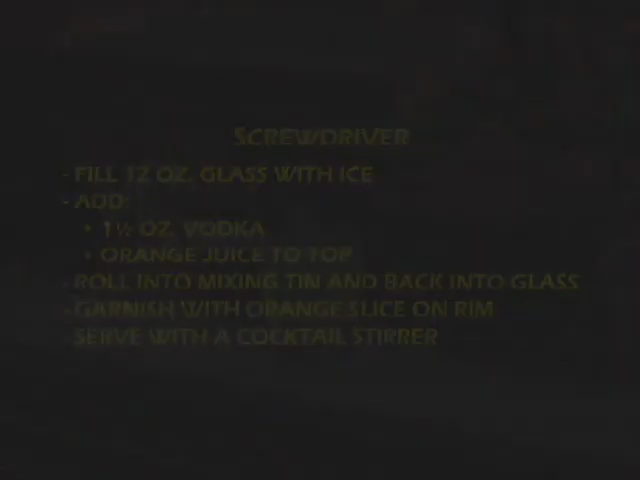 SCREWDRIVER
- FILL 12 OZ. GLASS WITH ICE
- ADD:
• 1½ OZ. VODKA
• ORANGE JUICE TO TOP
- ROLL INTO MIXING TIN AND BACK INTO GLASS
- GARNISH WITH ORANGE SLICE ON RIM
- SERVE WITH A COCKTAIL STIRRER